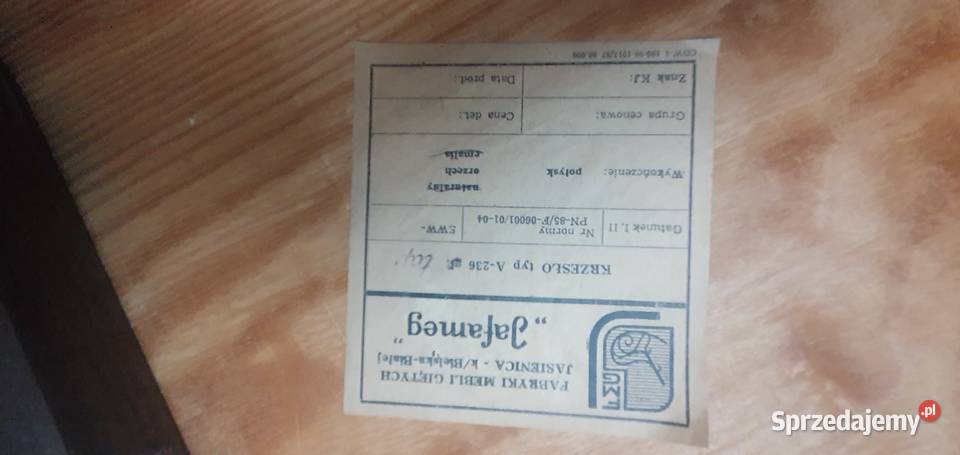 FABRYKI MEBLI GIĘTYCH
JASIENICA - k/Bielska-Białej
„Jafameg"
KRZESŁO typ A-236
Gatunek I, II
Nr normy
PN-85/F-06001/01-04
EWW-
Wykończenie: połysk
naturalny
orzech
emalia
Grupa cenowa:
Cena det.:
Znak KJ:
Data prod.:
Sprzedajemy.pl